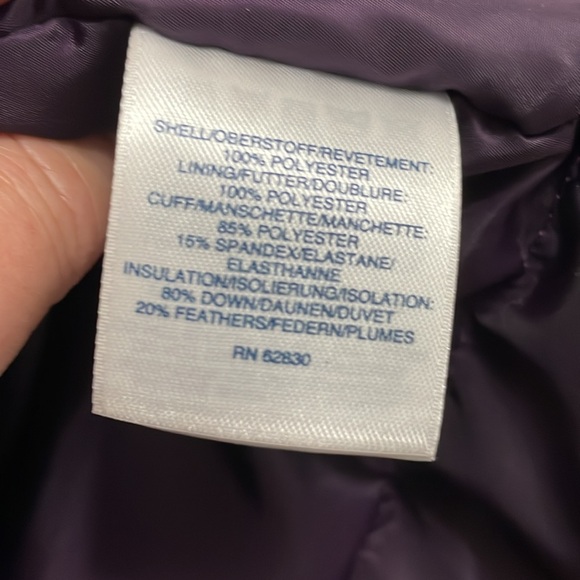 SHELL/OBERSTOFF/REVETEMENT:
100% POLYESTER
LINING/FUTTER/DOUBLURE:
100% POLYESTER
CUFF/MANSCHETTE/MANCHETTE:
85% POLYESTER
15% SPANDEX/ELASTANE/
ELASTHANNE
INSULATION/ISOLIERUNG/ISOLATION:
80% DOWN/DAUNEN/DUVET
20% FEATHERS/FEDERN/PLUMES
RN 62830